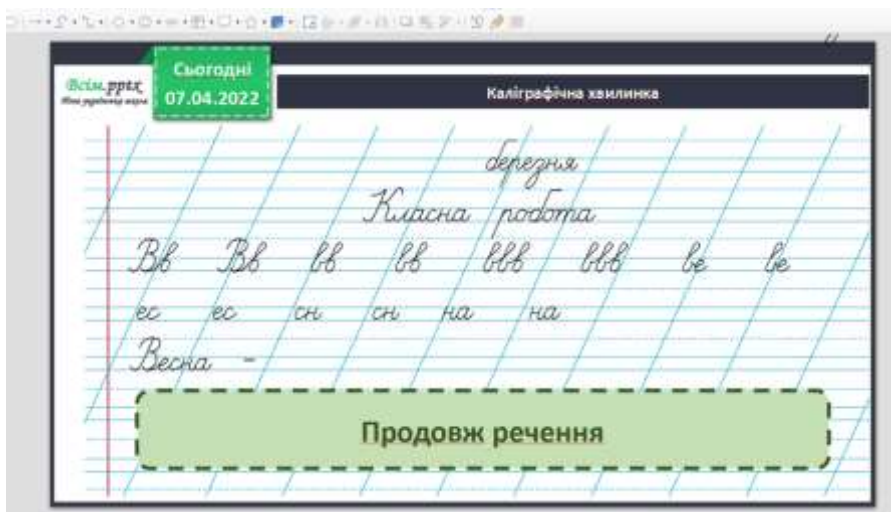 Сьогодні
07.04.2022
Всім.pptx
Каліграфічна хвилинка
березня
Класна робота
Вв Вв вв вв ввв ввв ве ве
ес ес сн сн на на
Весна -
Продовж речення